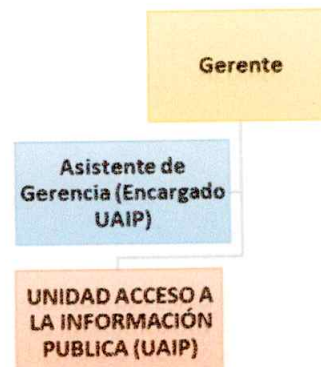 Gerente
Asistente de
Gerencia (Encargado
UAIP)
UNIDAD ACCESO A
LA INFORMACIÓN
PUBLICA (UAIP)